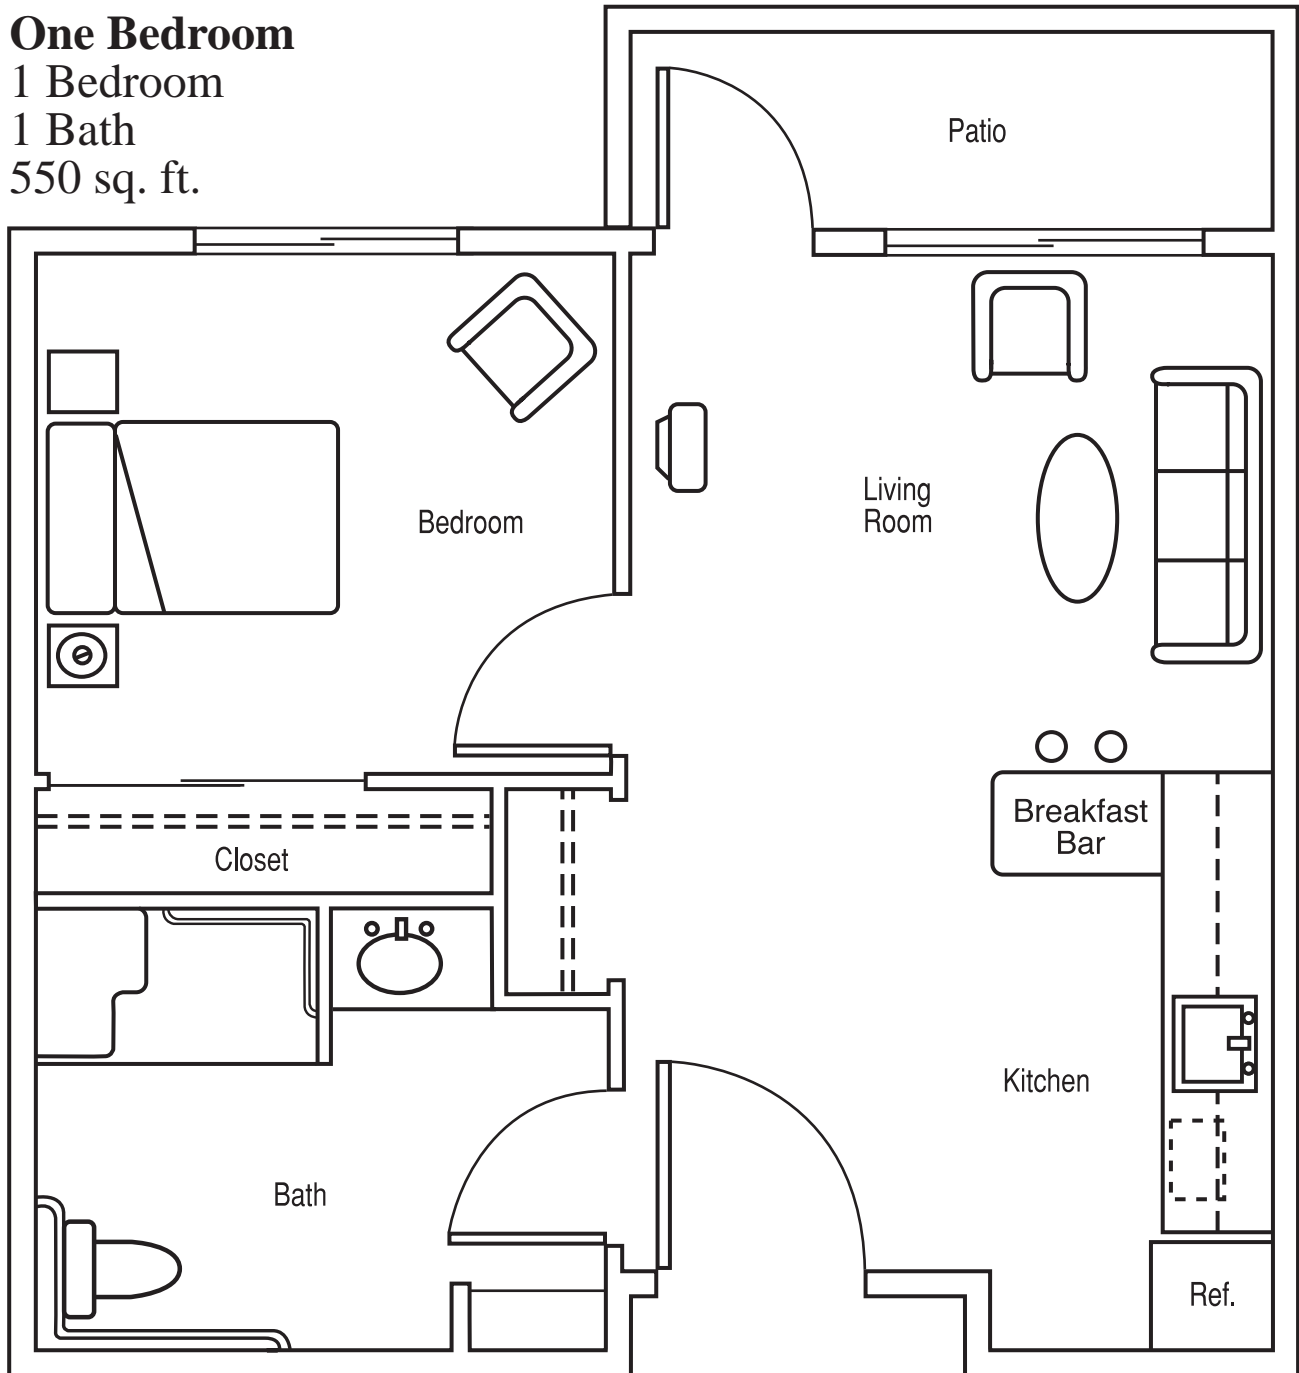 One Bedroom
1 Bedroom
1 Bath
550 sq. ft.
Patio
Living
Room
Bedroom
Breakfast
Bar
Closet
Kitchen
Bath
Ref.